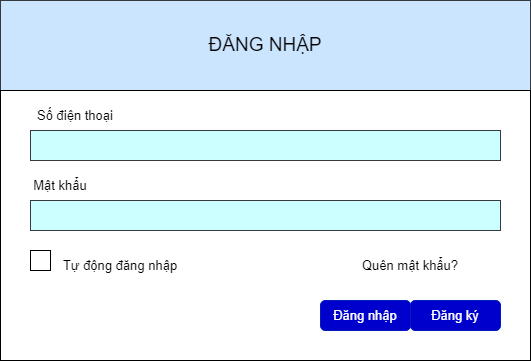 ĐĂNG NHẬP
Số điện thoại
Mật khẩu
Tự động đăng nhập Quên mật khẩu?
Đăng nhập Đăng ký